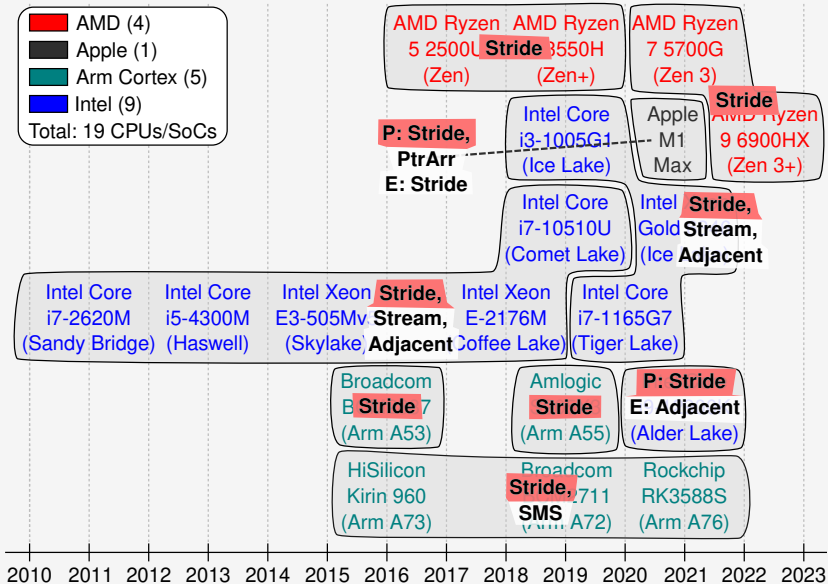 AMD (4)
Apple (1)
Arm Cortex (5)
Intel (9)
Total: 19 CPUs/SoCs
AMD Ryzen
5 2500U
(Zen)
AMD Ryzen
3550H
(Zen+)
Stride
AMD Ryzen
7 5700G
(Zen 3)
Stride
AMD Ryzen
9 6900HX
(Zen 3+)
P: Stride,
PtrArr
E: Stride
Intel Core
i3-1005G1
(Ice Lake)
Apple
M1
Max
Intel Core
i7-10510U
(Comet Lake)
Intel
Gold
(Ice
Stride,
Stream,
Adjacent
Intel Core
i7-2620M
(Sandy Bridge)
Intel Core
i5-4300M
(Haswell)
Intel Xeon
E3-505Mv
(Skylake)
Stride,
Stream,
Adjacent
Intel Xeon
E-2176M
Coffee Lake)
Intel Core
i7-1165G7
(Tiger Lake)
Broadcom
7
(Arm A53)
Stride
Amlogic
Stride
(Arm A55)
P: Stride
E: Adjacent
(Alder Lake)
HiSilicon
Kirin 960
(Arm A73)
Broadcom
2711
(Arm A72)
Stride,
SMS
Rockchip
RK3588S
(Arm A76)
2010 2011 2012 2013 2014 2015 2016 2017 2018 2019 2020 2021 2022 2023